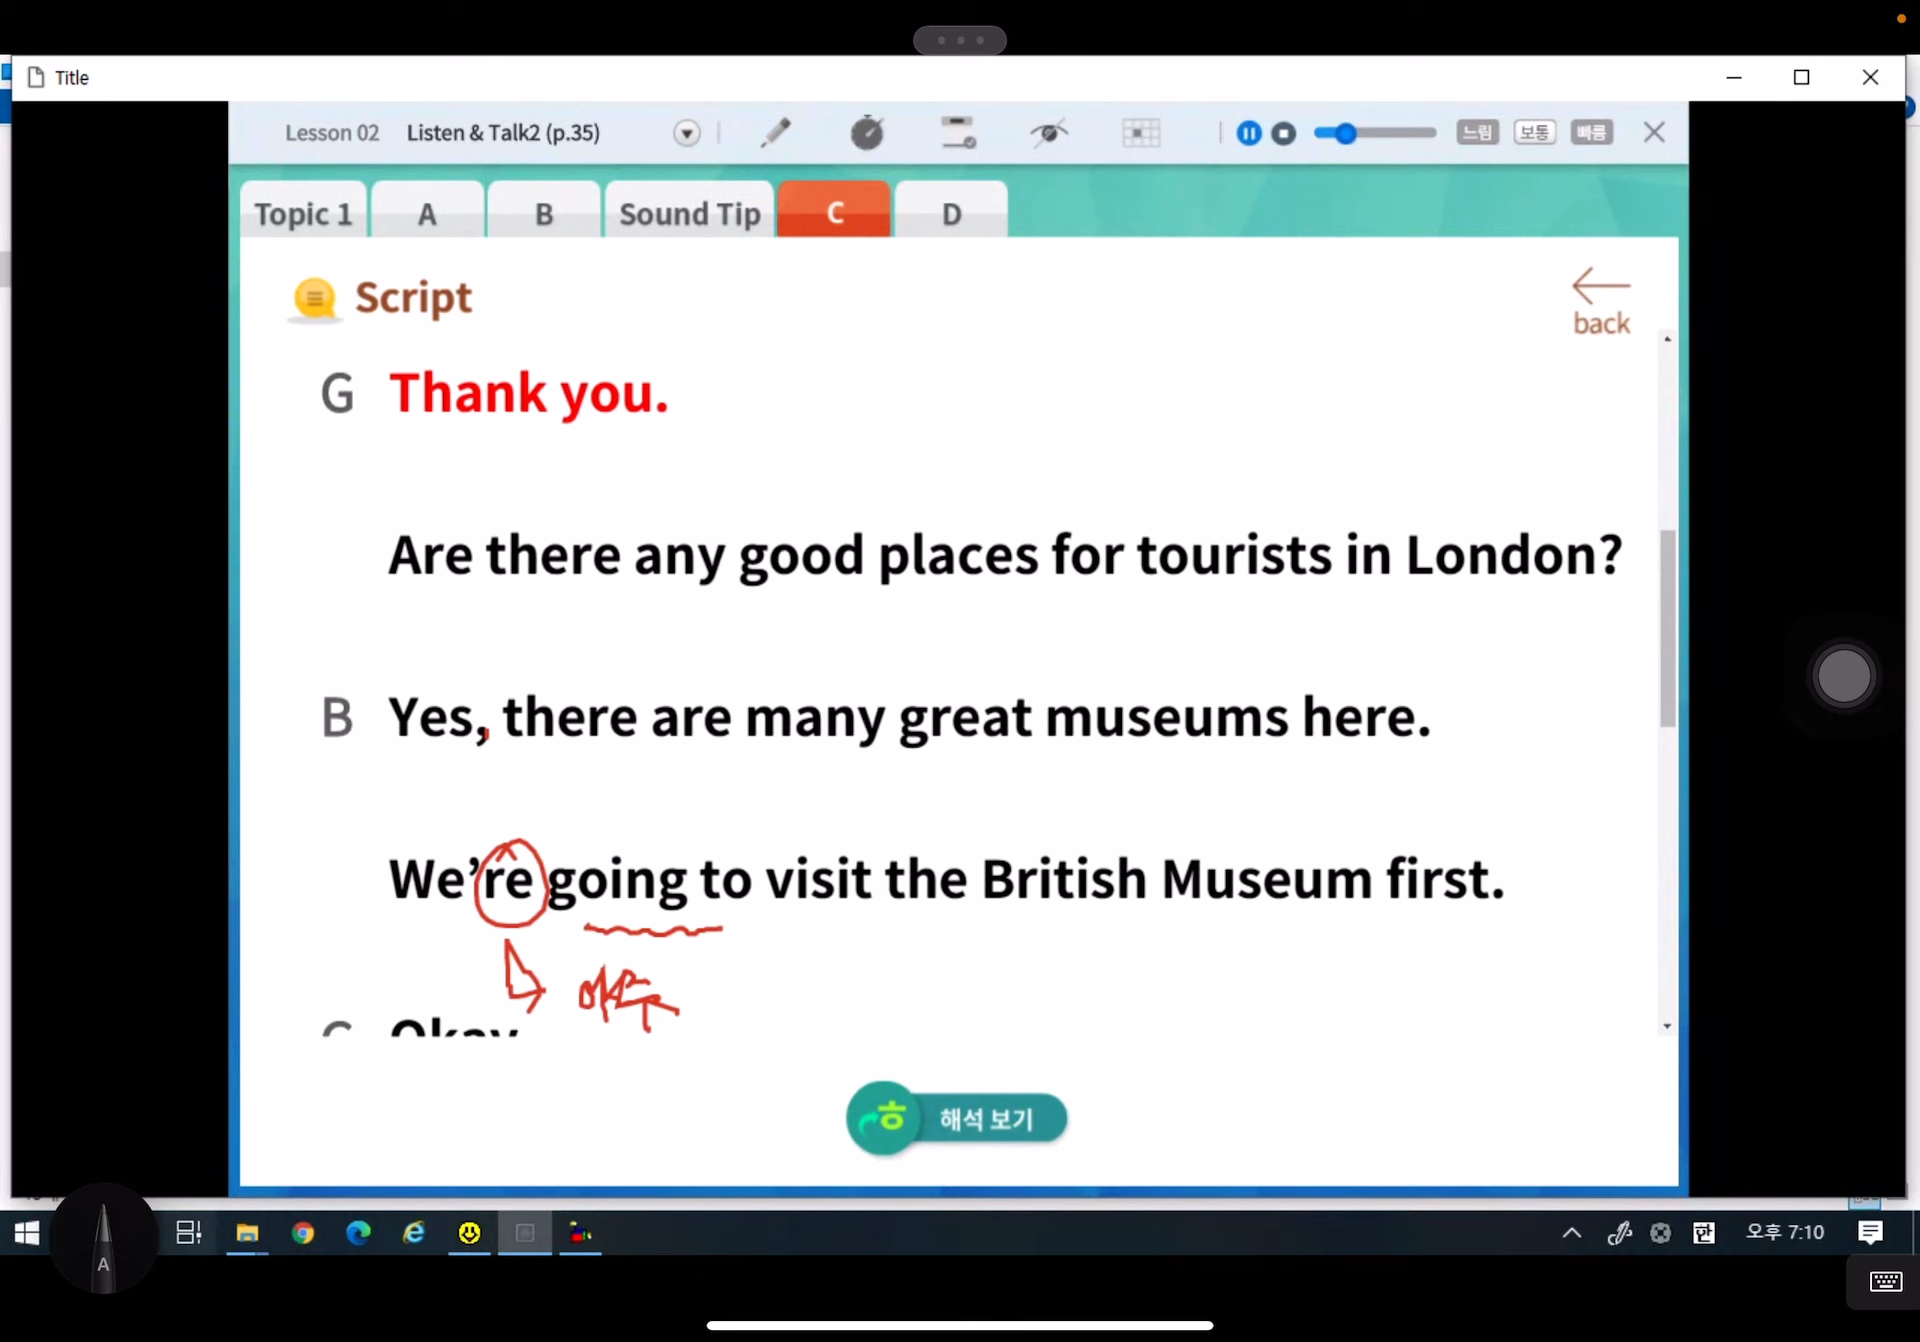 Title
Lesson 02 Listen & Talk2 (p.35) 느림 보통 빠름
Topic 1 A B Sound Tip C D
Script
back
G Thank you.
Are there any good places for tourists in London?
B Yes, there are many great museums here.
We're going to visit the British Museum first.
해석 보기
A
한 오후 7:10